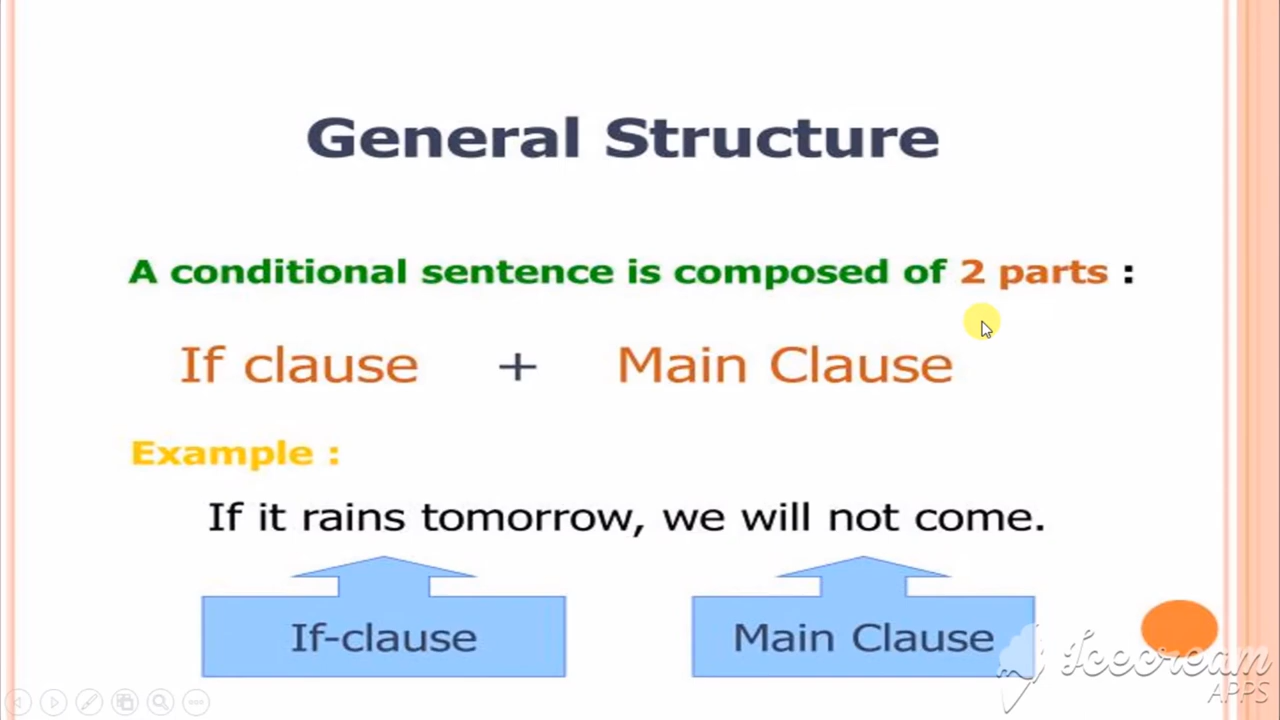 General Structure
A conditional sentence is composed of 2 parts :
If clause + Main Clause
Example :
If it rains tomorrow, we will not come.
If-clause Main Clause
Icecream
APPS